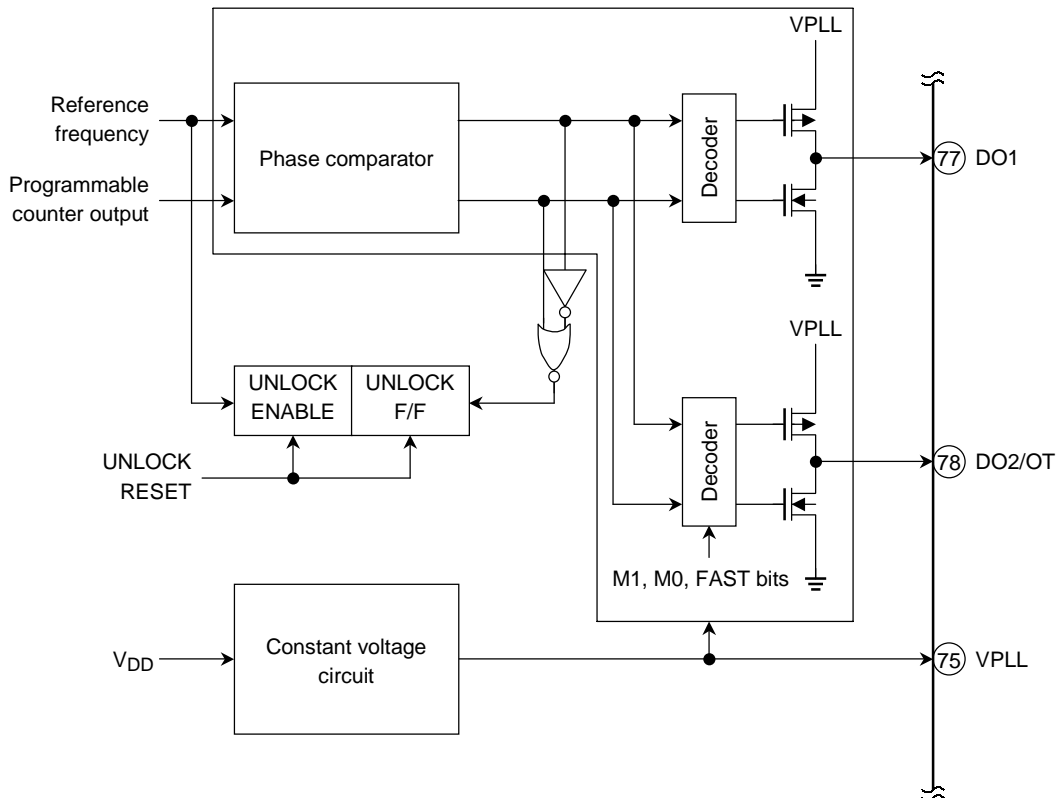 VPLL
Reference
frequency
Phase comparator
Decoder
77 DO1
Programmable
counter output
VPLL
UNLOCK
ENABLE
UNLOCK
F/F
Decoder
78 DO2/OT
UNLOCK
RESET
M1, M0, FAST bits
VDD
Constant voltage
circuit
75 VPLL